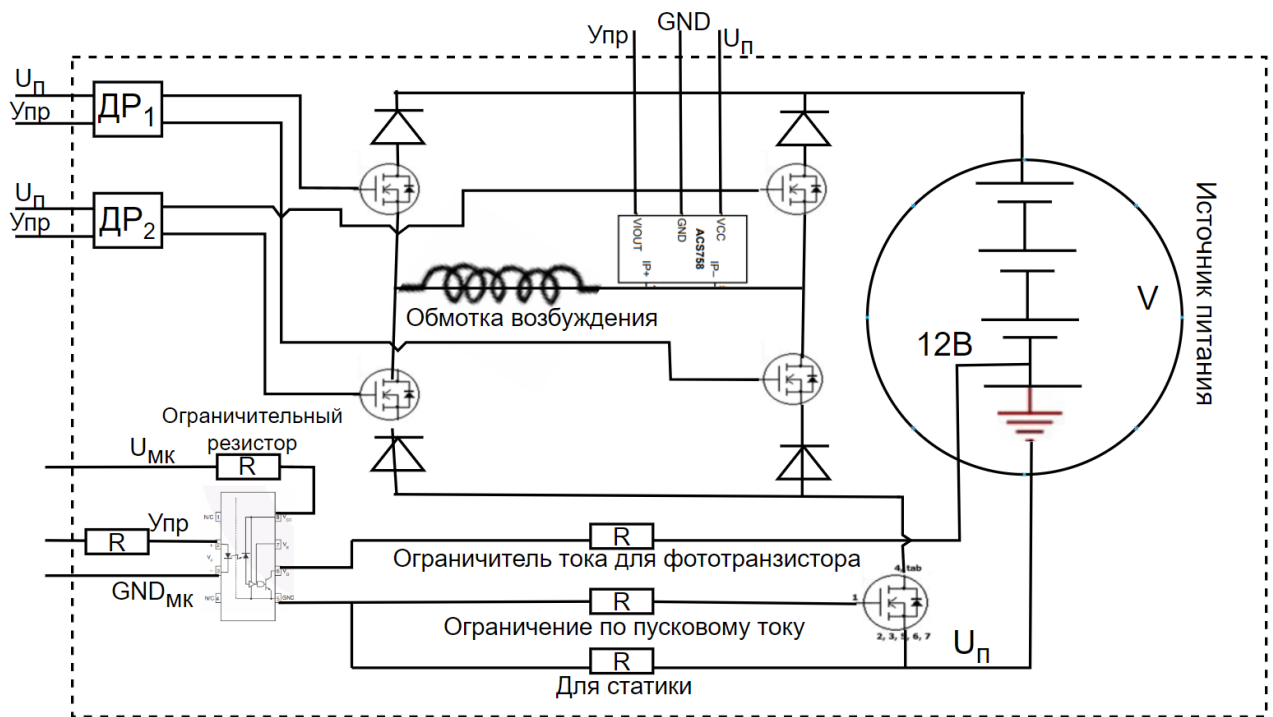 Упр
GND
Uп
Uп
Упр
ДР1
Uп
Упр
ДР2
VIOUT
GND
ACS758
VCC
IP+
IP–
Обмотка возбуждения
12В
V
Источник питания
Ограничительный
резистор
Uмк
R
N/C
Упр
R
GNDмк
N/C
GND
R
Ограничитель тока для фототранзистора
4, tab
R
1
Ограничение по пусковому току
2, 3, 5, 6, 7
R
Uп
Для статики